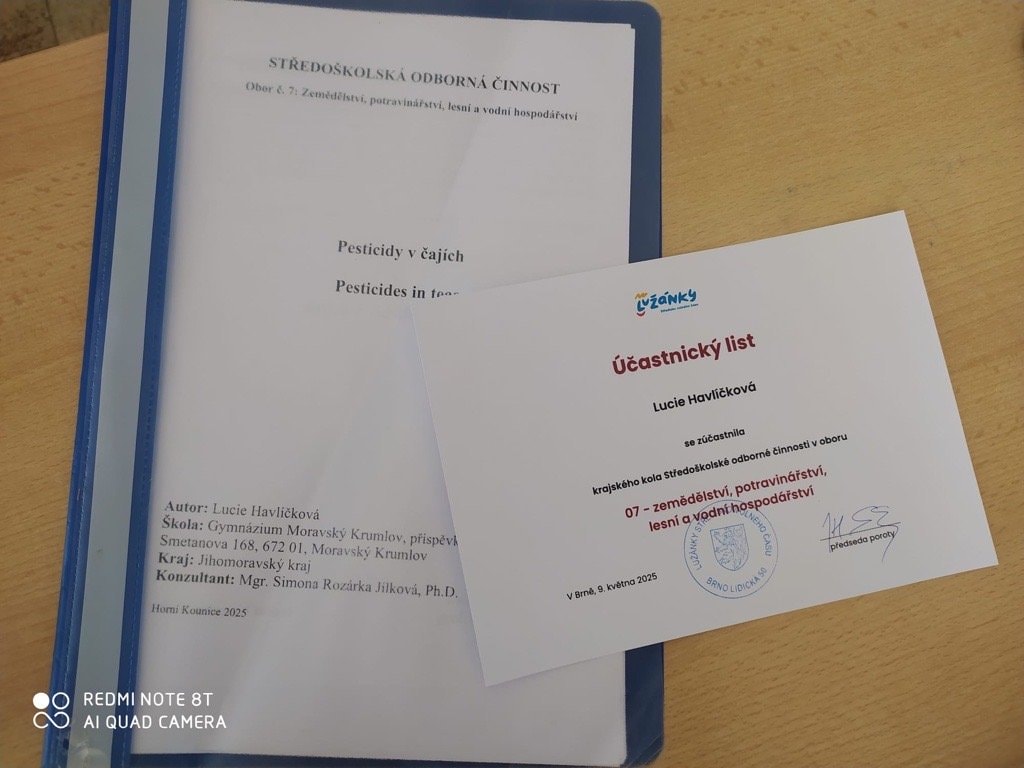 STŘEDOŠKOLSKÁ ODBORNÁ ČINNOST
Obor č. 7: Zemědělství, potravinářství, lesní a vodní hospodářství
Pesticidy v čajích
Pesticides in
Autor: Lucie Havlíčková
Škola: Gymnázium Moravský Krumlov, příspěvk
Smetanova 168, 672 01, Moravský Krumlov
Kraj: Jihomoravský kraj
Konzultant: Mgr. Simona Rozárka Jílková, Ph.D.
Horní Kounice 2025
LUŽÁNKY
Účastnický list
Lucie Havlíčková
se zúčastnila
krajského kola Středoškolské odborné činnosti v oboru
07 – zemědělství, potravinářství,
lesní a vodní hospodářství
V Brně, 9. května 2025
BRNO LIDICKÁ 50
předseda poroty
REDMI NOTE 8T
AI QUAD CAMERA